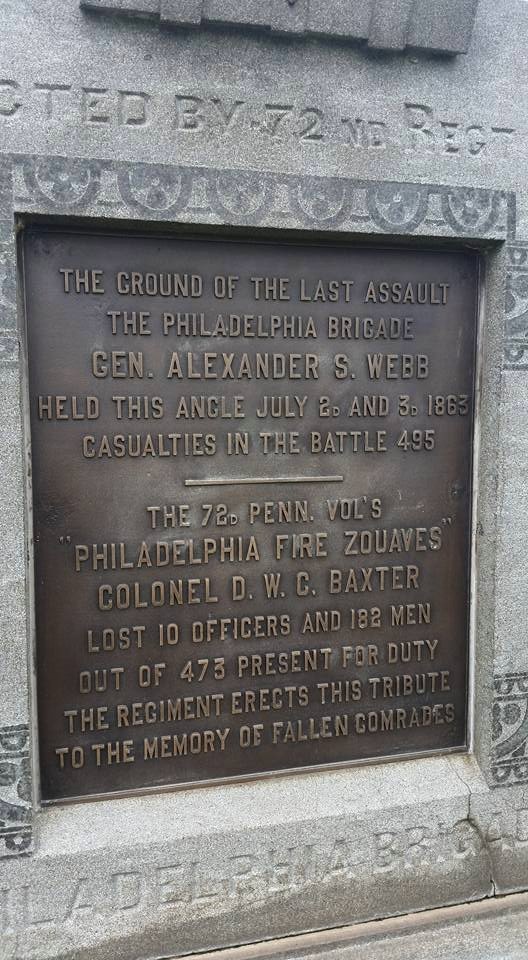 CTED BY 72ND REGT
THE GROUND OF THE LAST ASSAULT
THE PHILADELPHIA BRIGADE
GEN. ALEXANDER S. WEBB
HELD THIS ANGLE JULY 2D AND 3D 1863
CASUALTIES IN THE BATTLE 495
THE 72D PENN. VOL'S
"PHILADELPHIA FIRE ZOUAVES"
COLONEL D. W. C. BAXTER
LOST 10 OFFICERS AND 182 MEN
OUT OF 473 PRESENT FOR DUTY
THE REGIMENT ERECTS THIS TRIBUTE
TO THE MEMORY OF FALLEN COMRADES
ILADELPHIA BRIGA